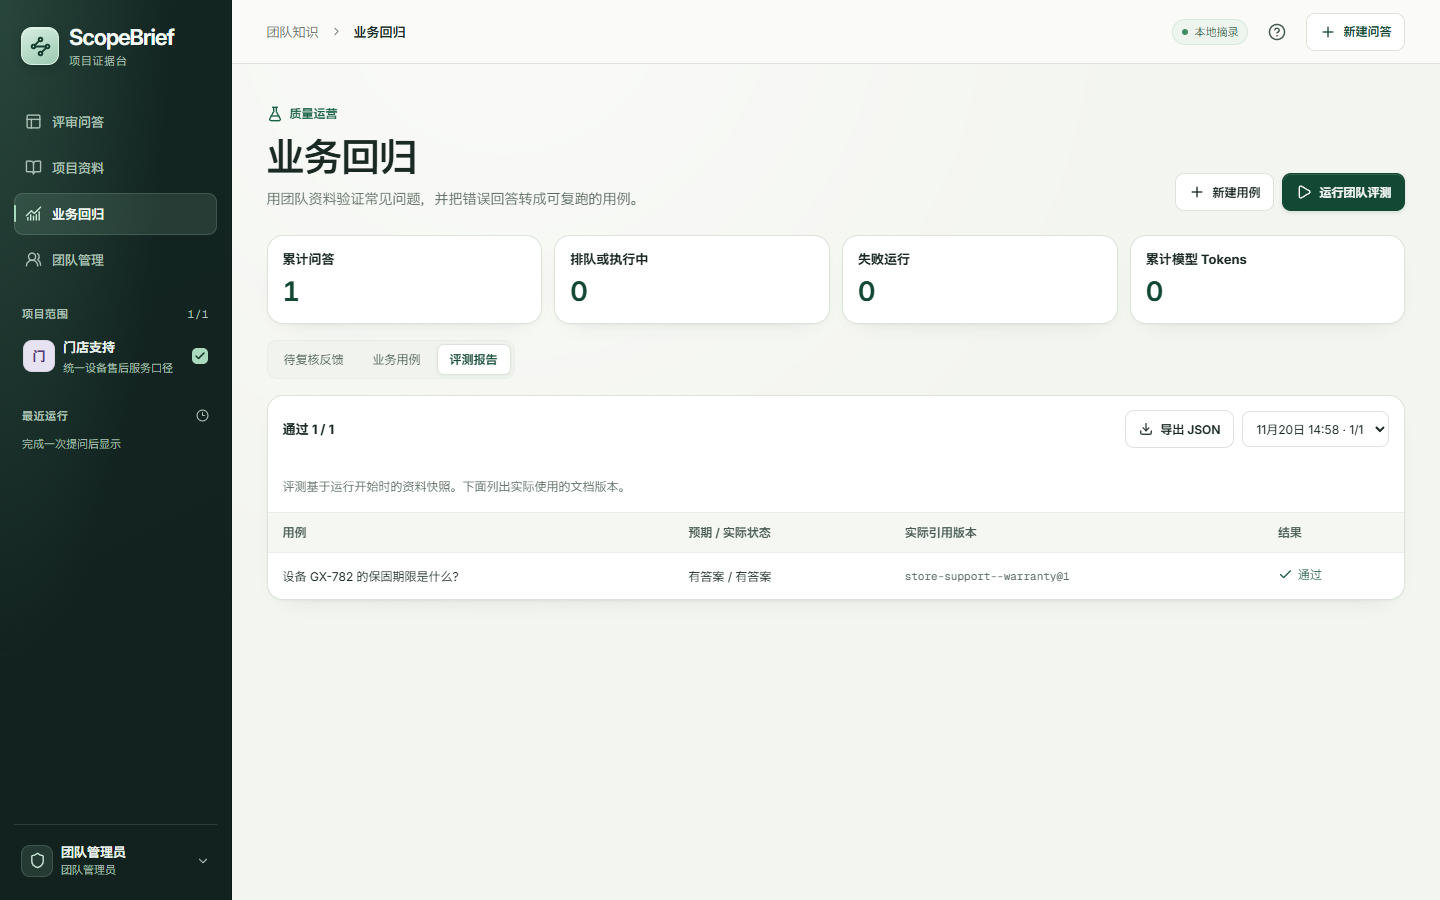 ScopeBrief
项目证据台
评审问答
项目资料
业务回归
团队管理
项目范围 1/1
门 门店支持
统一设备售后服务口径
最近运行
完成一次提问后显示
团队管理员
团队管理员
团队知识 > 业务回归
本地摘录
新建问答
质量运营
业务回归
用团队资料验证常见问题，并把错误回答转成可复跑的用例。
新建用例
运行团队评测
累计问答
1
排队或执行中
0
失败运行
0
累计模型 Tokens
0
待复核反馈 业务用例 评测报告
通过 1 / 1
导出 JSON
11月20日 14:58 · 1/1
评测基于运行开始时的资料快照。下面列出实际使用的文档版本。
用例 预期 / 实际状态 实际引用版本 结果
设备 GX-782 的保固期限是什么? 有答案 / 有答案 store-support--warranty@1 通过